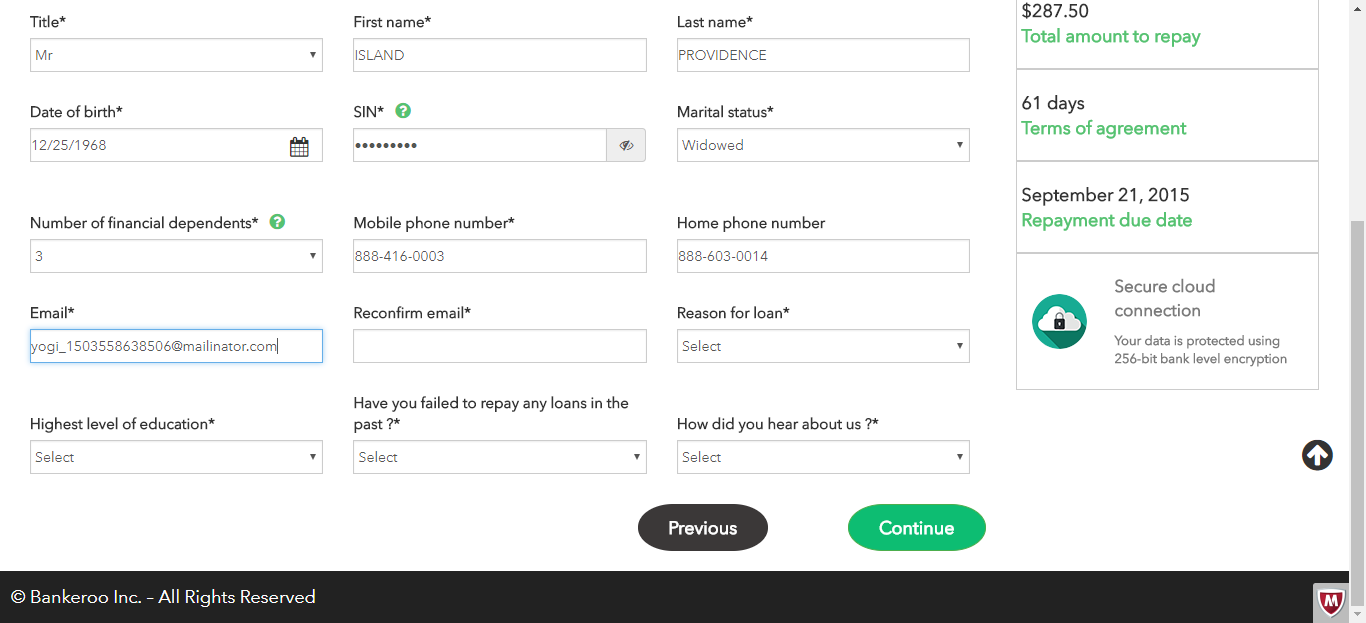 Title*
First name*
Last name*
Mr
ISLAND
PROVIDENCE
Date of birth*
SIN*
?
Marital status*
12/25/1968
•••••••••
Widowed
Number of financial dependents*
?
Mobile phone number*
Home phone number
3
888-416-0003
888-603-0014
Email*
Reconfirm email*
Reason for loan*
yogi_1503558638506@mailinator.com
Select
Highest level of education*
Have you failed to repay any loans in the
past ?*
How did you hear about us ?*
Select
Select
Select
Previous
Continue
$287.50
Total amount to repay
61 days
Terms of agreement
September 21, 2015
Repayment due date
Secure cloud
connection
Your data is protected using
256-bit bank level encryption
© Bankeroo Inc. – All Rights Reserved
M